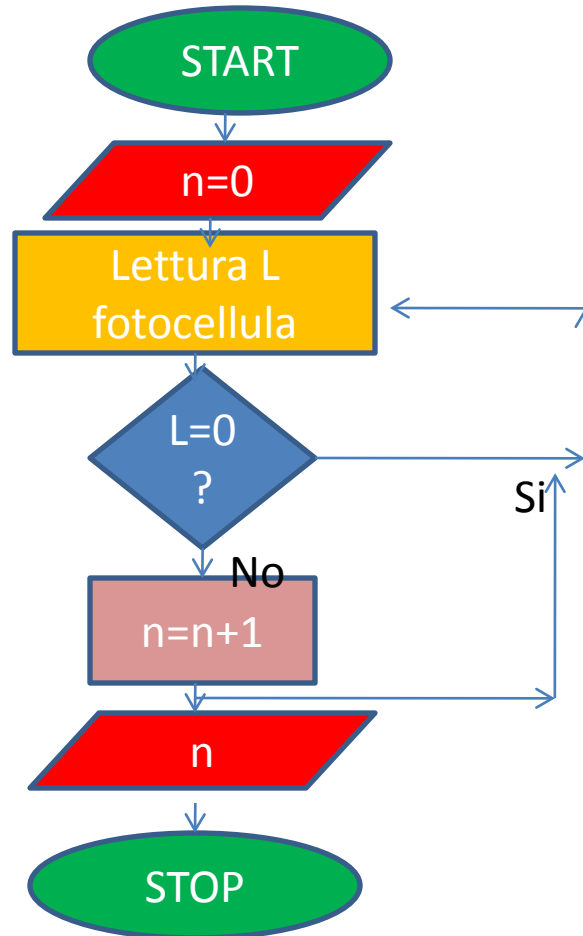 START
n=0
Lettura L
fotocellula
L=0
?
Si
No
n=n+1
n
STOP